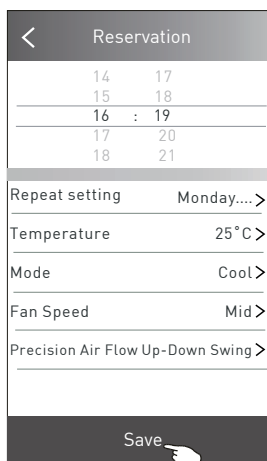 Reservation
14 17
15 18
16 : 19
17 20
18 21
Repeat setting Monday....>
Temperature 25°C>
Mode Cool>
Fan Speed Mid>
Precision Air Flow Up-Down Swing>
Save